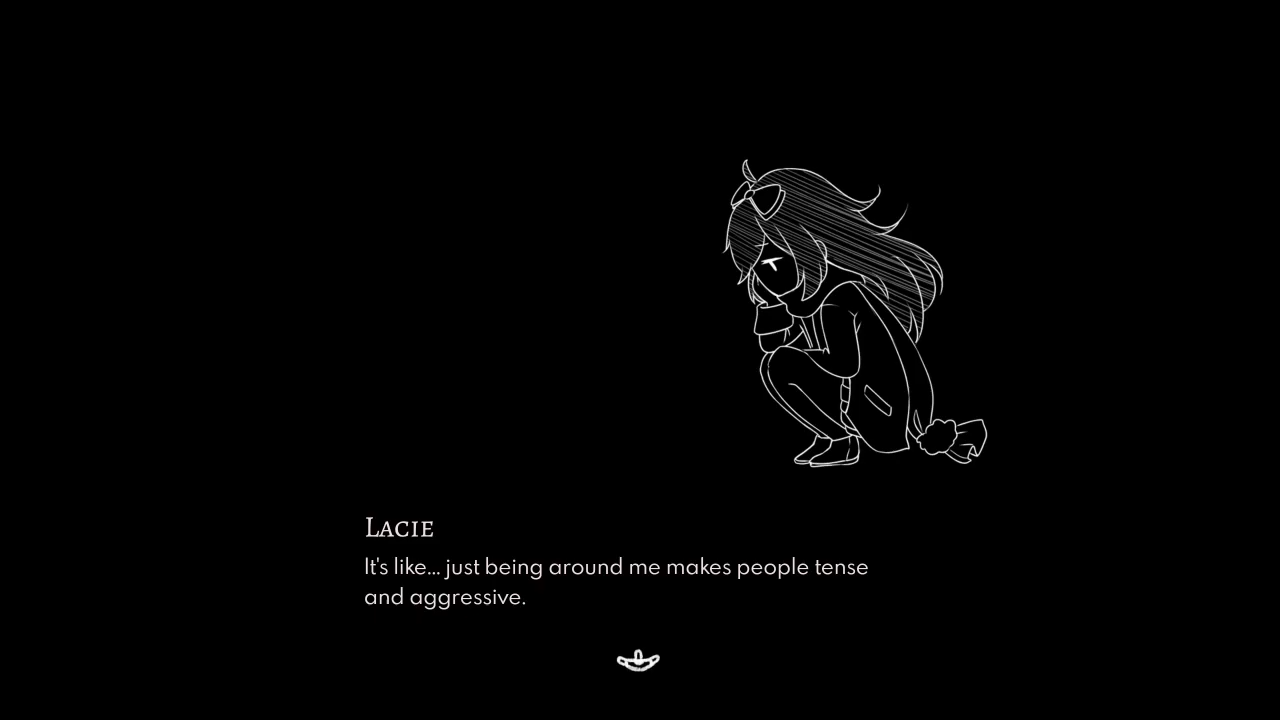 Lacie
It's like... just being around me makes people tense
and aggressive.